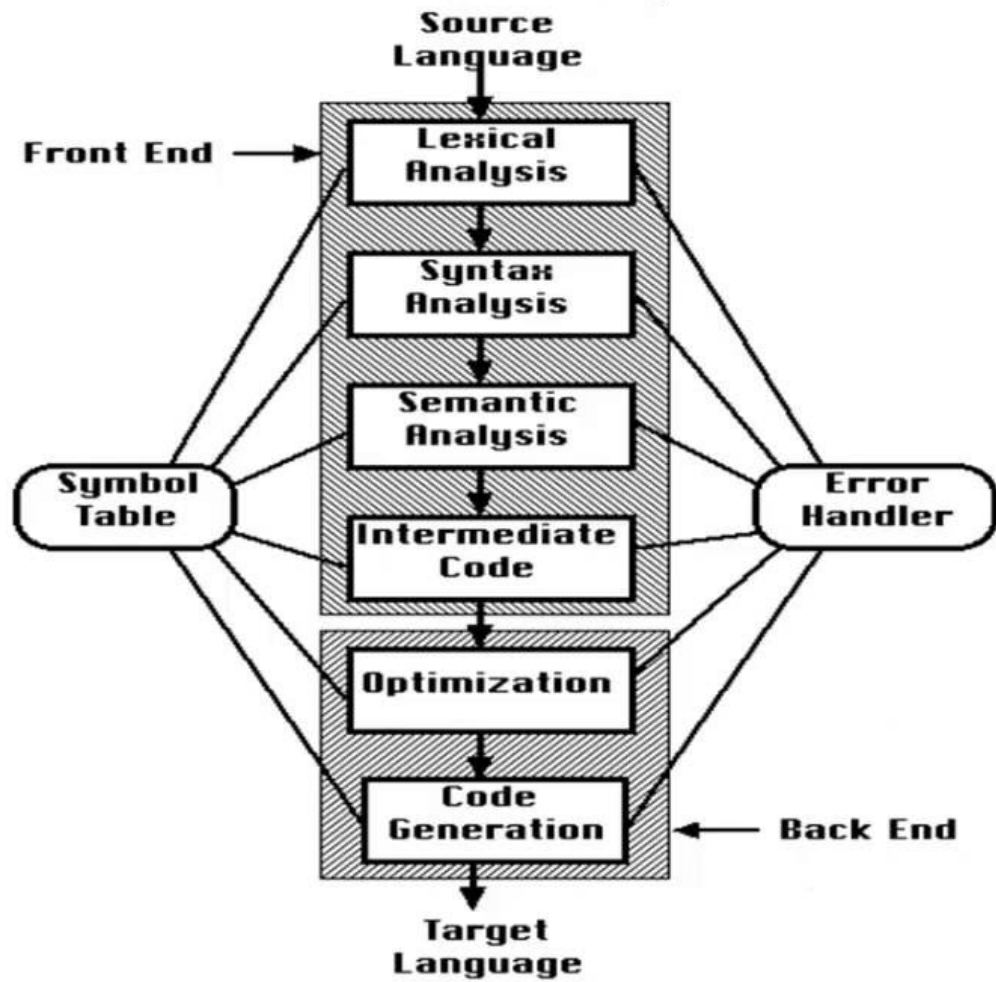 Source
Language
Front End
Lexical
Analysis
Syntax
Analysis
Semantic
Analysis
Symbol
Table
Error
Handler
Intermediate
Code
Optimization
Code
Generation
Back End
Target
Language